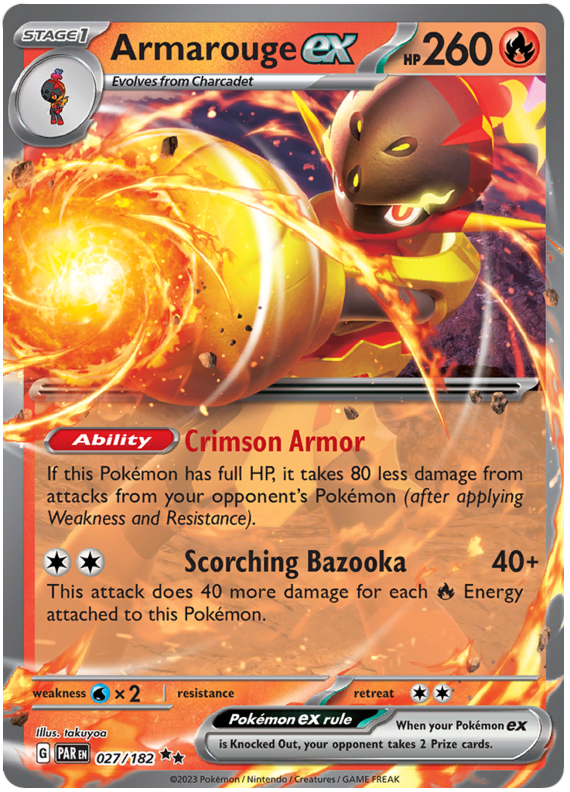 STAGE1
Armarouge ex HP 260
Evolves from Charcadet
Ability Crimson Armor
If this Pokémon has full HP, it takes 80 less damage from
attacks from your opponent's Pokémon (after applying
Weakness and Resistance).
Scorching Bazooka 40+
This attack does 40 more damage for each Energy
attached to this Pokémon.
weakness ×2 resistance retreat
Illus. takuyoa
Pokémon ex rule When your Pokémon ex
is Knocked Out, your opponent takes 2 Prize cards.
G PAR EN 027/182
©2023 Pokémon / Nintendo / Creatures / GAME FREAK